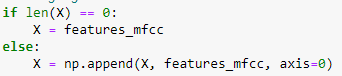 if len(X) == 0:
    X = features_mfcc
else:
    X = np.append(X, features_mfcc, axis=0)